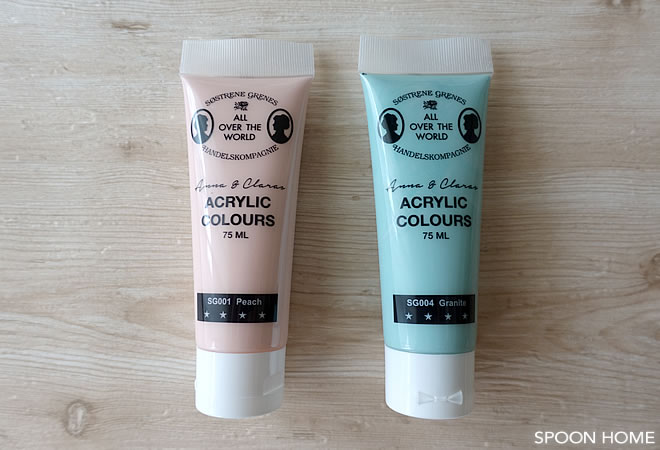 SØSTRENE GRENES
ALL
OVER THE
WORLD
HANDELSKOMPAGNIE
Anna & Claras
ACRYLIC
COLOURS
75 ML
SG001 Peach
SØSTRENE GRENES
ALL
OVER THE
WORLD
HANDELSKOMPAGNIE
Anna & Claras
ACRYLIC
COLOURS
75 ML
SG004 Granite
SPOON HOME